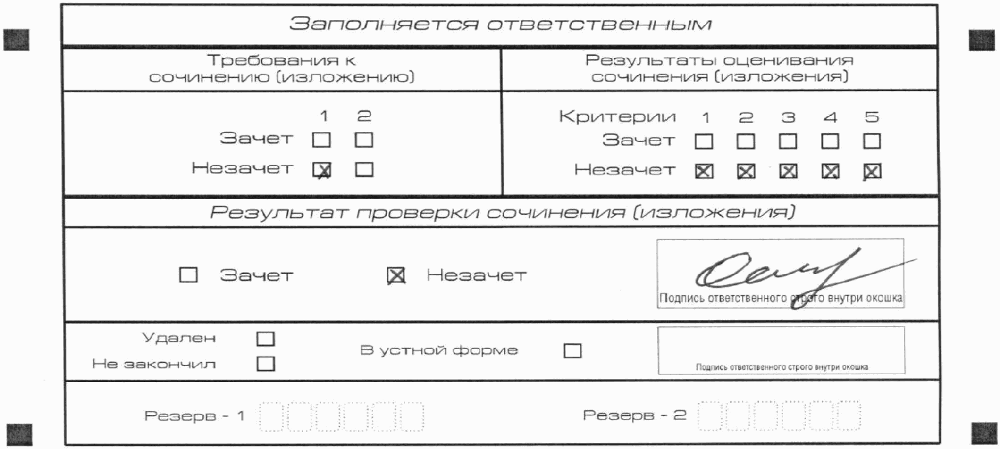 Заполняется ответственным
Требования к
сочинению (изложению)
Результаты оценивания
сочинения (изложения)
1 2
Зачет
Незачет
Критерии 1 2 3 4 5
Зачет
Незачет
Результат проверки сочинения (изложения)
Зачет
Незачет
Подпись ответственного строго внутри окошка
Удален
Не закончил
В устной форме
Подпись ответственного строго внутри окошка
Резерв - 1
Резерв - 2